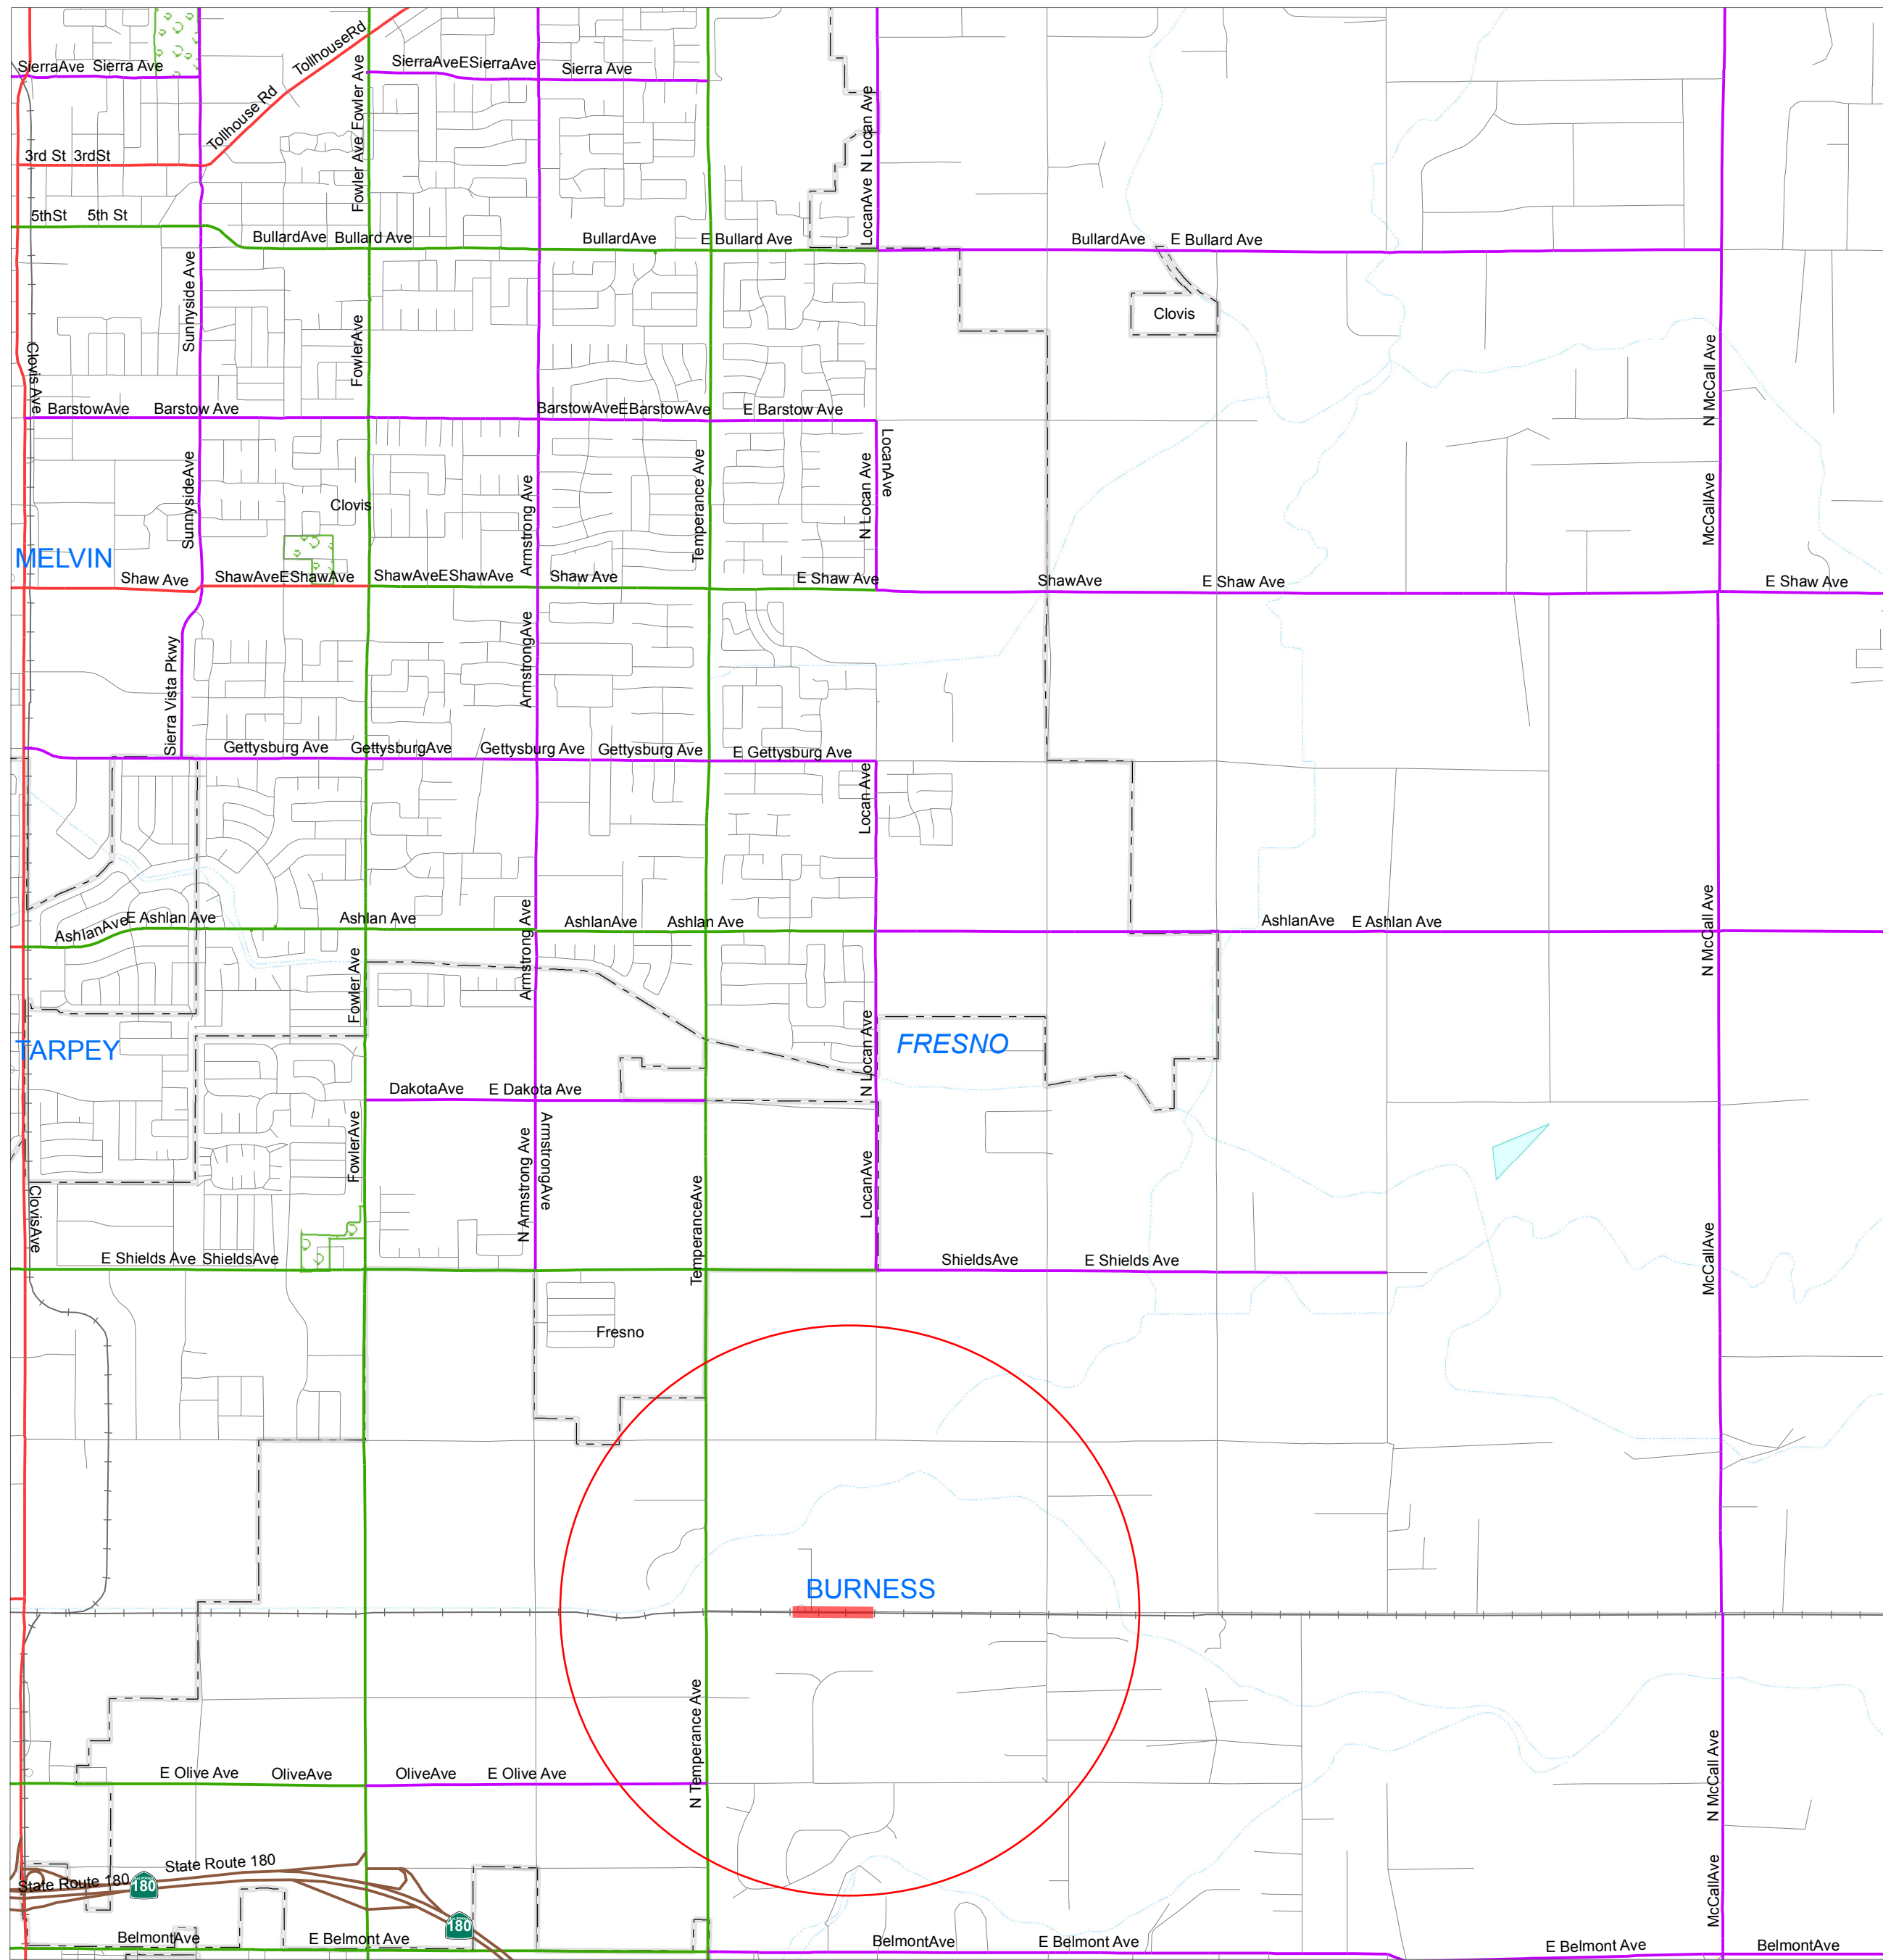 TollhouseRd
SierraAve Sierra Ave
SierraAveESierraAve
Sierra Ave
Tollhouse Rd
Fowler Ave Fowler Ave
LocanAve N Locan Ave
3rd St 3rdSt
5thSt 5th St
BullardAve Bullard Ave
BullardAve
E Bullard Ave
BullardAve
E Bullard Ave
Sunnyside Ave
Clovis
Clovis Ave
FowlerAve
N McCall Ave
BarstowAve
Barstow Ave
BarstowAveEBarstowAve
E Barstow Ave
SunnysideAve
Clovis
Armstrong Ave
Temperance Ave
N Locan Ave
LocanAve
McCallAve
MELVIN
Shaw Ave
ShawAveEShawAve
ShawAveEShawAve
Shaw Ave
E Shaw Ave
ShawAve
E Shaw Ave
E Shaw Ave
Sierra Vista Pkwy
ArmstrongAve
Gettysburg Ave
GettysburgAve
Gettysburg Ave
Gettysburg Ave
E Gettysburg Ave
Locan Ave
AshlanAve
E Ashlan Ave
Ashlan Ave
AshlanAve
Ashlan Ave
AshlanAve
E Ashlan Ave
Fowler Ave
Armstrong Ave
N McCall Ave
TARPEY
N Locan Ave
FRESNO
DakotaAve
E Dakota Ave
FowlerAve
N Armstrong Ave
ArmstrongAve
TemperanceAve
LocanAve
McCallAve
ClovisAve
E Shields Ave
ShieldsAve
ShieldsAve
E Shields Ave
Fresno
BURNESS
N Temperance Ave
N McCall Ave
E Olive Ave
OliveAve
OliveAve
E Olive Ave
State Route 180
State Route 180
180
180
McCallAve
BelmontAve
E Belmont Ave
BelmontAve
E Belmont Ave
E Belmont Ave
BelmontAve